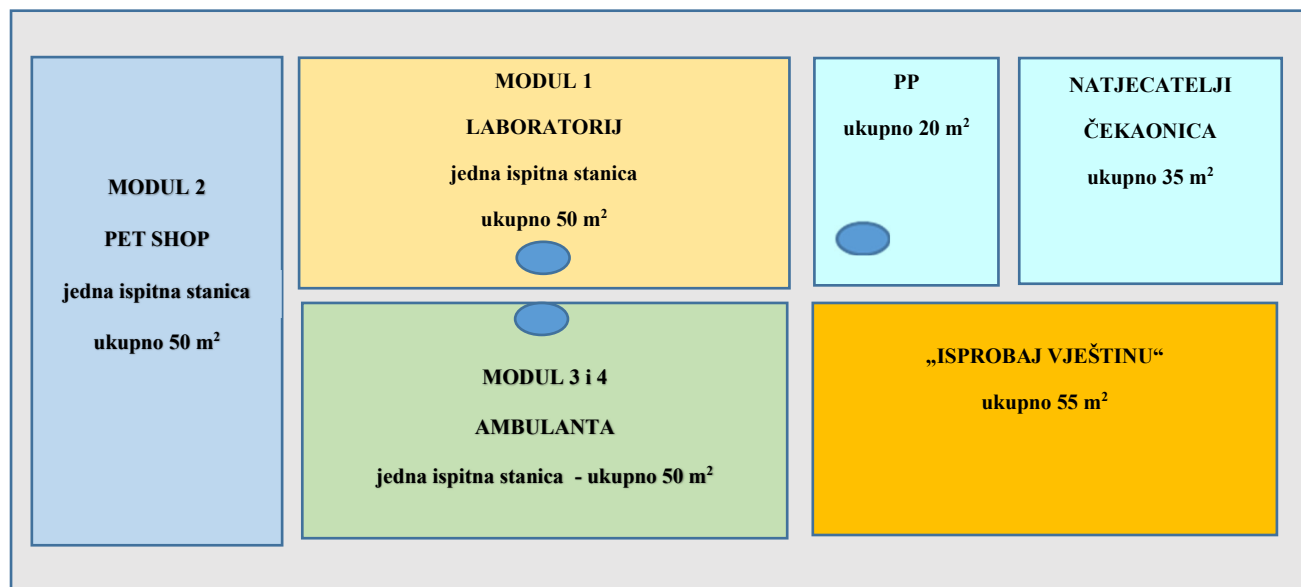 MODUL 2
PET SHOP
jedna ispitna stanica
ukupno 50 m²
MODUL 1
LABORATORIJ
jedna ispitna stanica
ukupno 50 m²
PP
ukupno 20 m²
NATJECATELJI
ČEKAONICA
ukupno 35 m²
MODUL 3 i 4
AMBULANTA
jedna ispitna stanica - ukupno 50 m²
„ISPROBAJ VJEŠTINU“
ukupno 55 m²